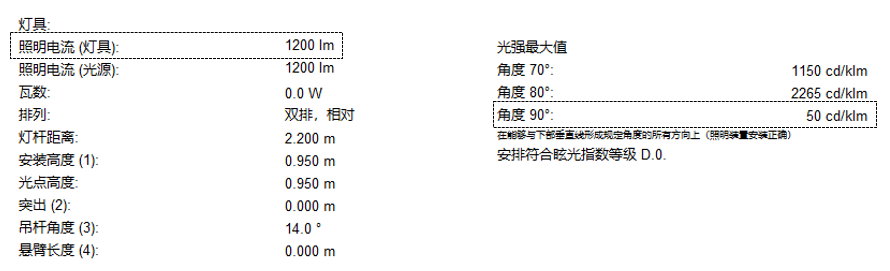 灯具:
照明电流 (灯具): 1200 lm
照明电流 (光源): 1200 lm
瓦数: 0.0 W
排列: 双排，相对
灯杆距离: 2.200 m
安装高度 (1): 0.950 m
光点高度: 0.950 m
突出 (2): 0.000 m
吊杆角度 (3): 14.0 °
悬臂长度 (4): 0.000 m
光强最大值
角度 70°: 1150 cd/klm
角度 80°: 2265 cd/klm
角度 90°: 50 cd/klm
在能够与下部垂直线形成规定角度的所有方向上（照明装置安装正确）
安排符合眩光指数等级 D.0.